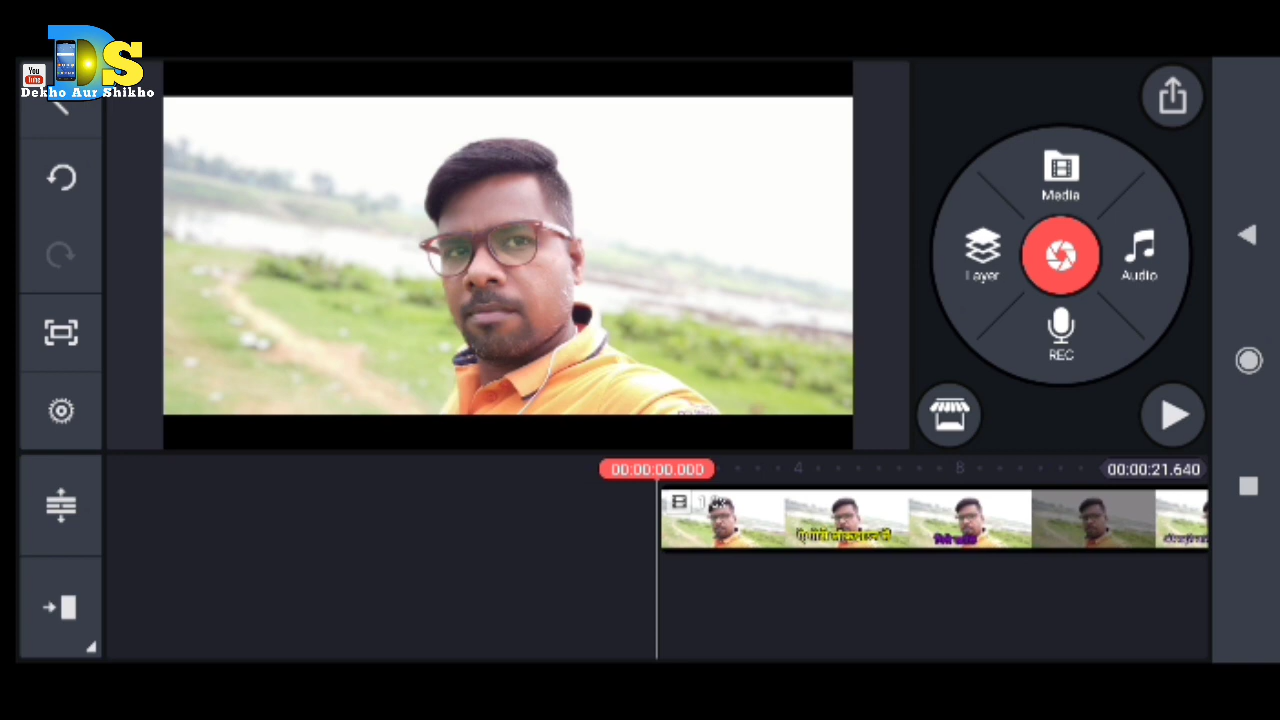 DS
You
Tube
Dekho Aur Shikho
Media
Layer
Audio
REC
00:00:00.000
4
8
00:00:21.640